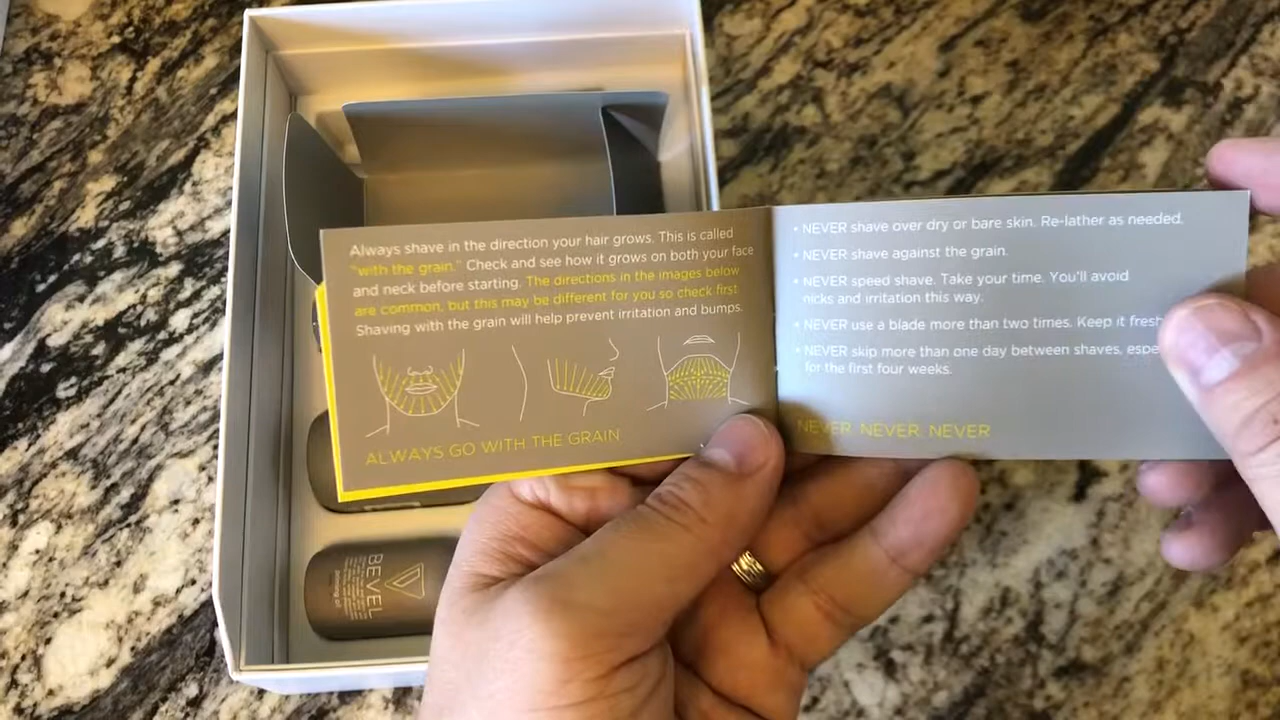 Always shave in the direction your hair grows. This is called
"with the grain." Check and see how it grows on both your face
and neck before starting. The directions in the images below
are common, but this may be different for you so check first.
Shaving with the grain will help prevent irritation and bumps.
ALWAYS GO WITH THE GRAIN
• NEVER shave over dry or bare skin. Re-lather as needed.
• NEVER shave against the grain.
• NEVER speed shave. Take your time. You'll avoid
nicks and irritation this way.
• NEVER use a blade more than two times. Keep it fresh
• NEVER skip more than one day between shaves, espe
for the first four weeks.
NEVER. NEVER. NEVER
BEVEL